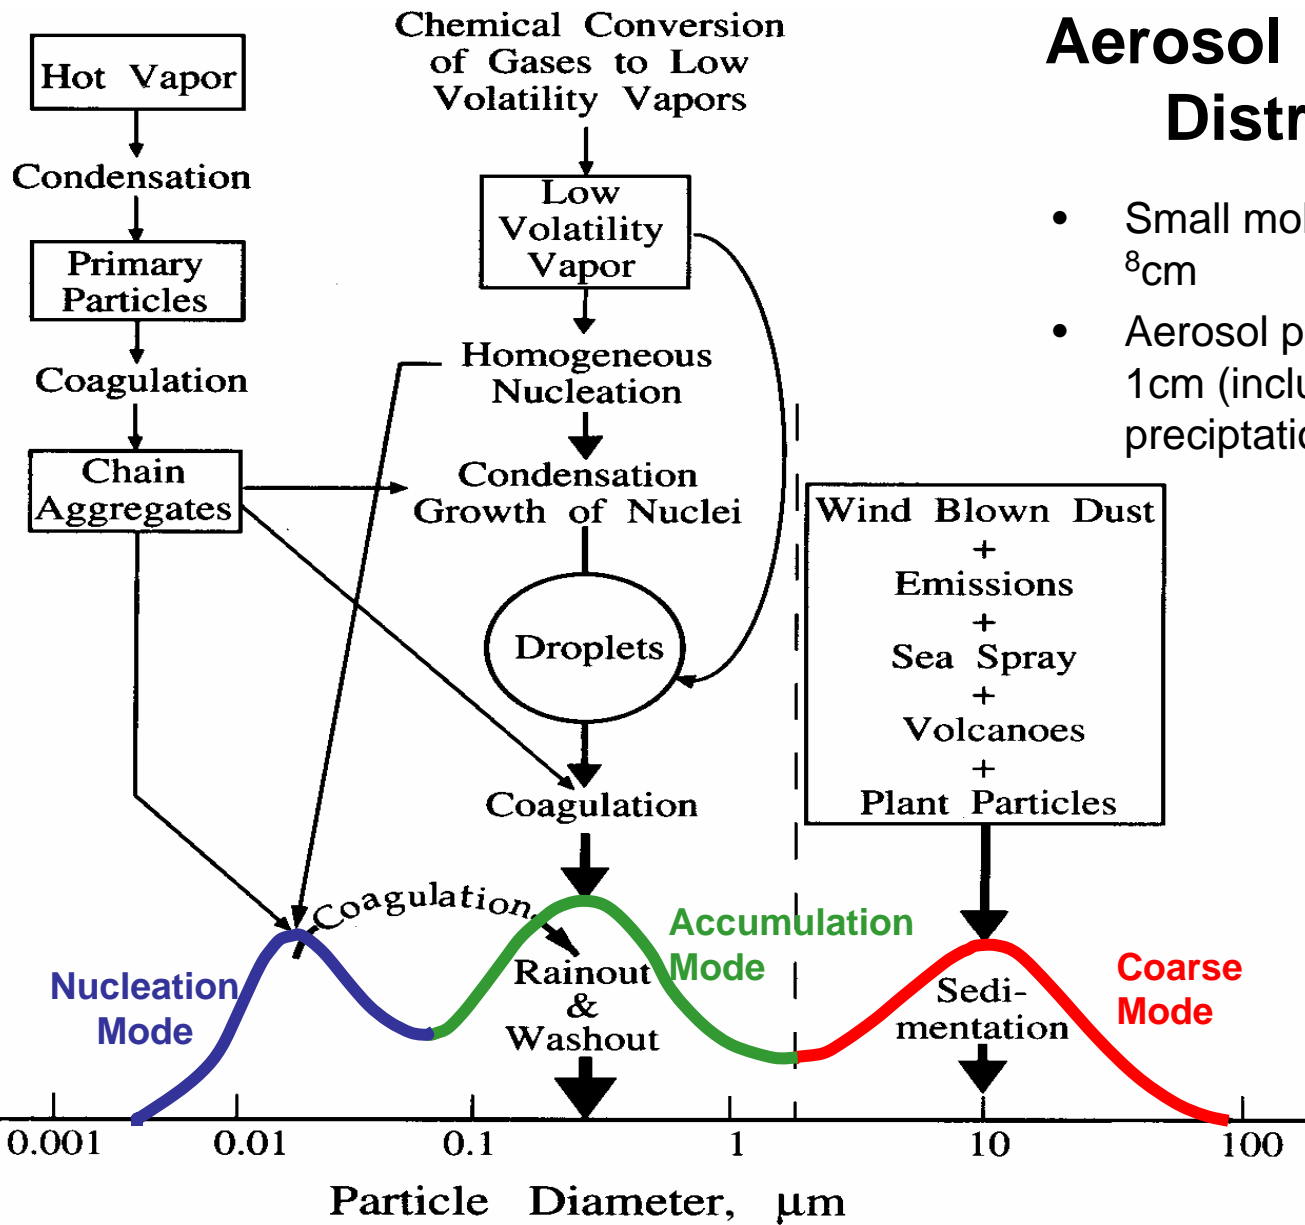 Aerosol
Distr
Small mol
⁸cm
Aerosol p
1cm (inclu
preciptatio
Hot Vapor
Condensation
Primary
Particles
Coagulation
Chain
Aggregates
Chemical Conversion
of Gases to Low
Volatility Vapors
Low
Volatility
Vapor
Homogeneous
Nucleation
Condensation
Growth of Nuclei
Droplets
Coagulation
Wind Blown Dust
+
Emissions
+
Sea Spray
+
Volcanoes
+
Plant Particles
Coagulation
Nucleation
Mode
Rainout
&
Washout
Accumulation
Mode
Sedi-
mentation
Coarse
Mode
0.001 0.01 0.1 1 10 100
Particle Diameter, μm